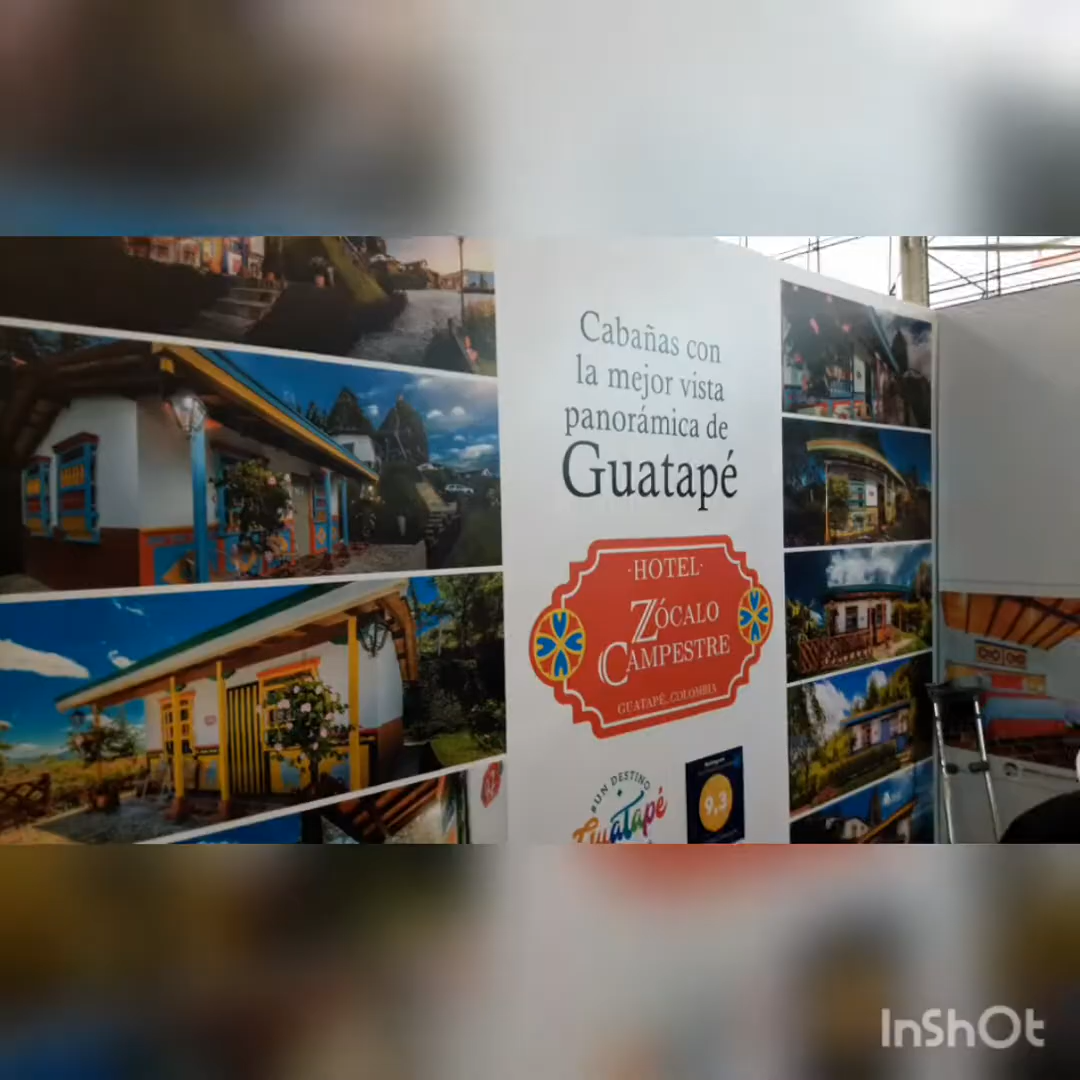 Cabañas con
la mejor vista
panorámica de
Guatapé
·HOTEL·
ZÓCALO
CAMPESTRE
GUATAPÉ, COLOMBIA
UN DESTINO
Guatapé
9,3
InShOt